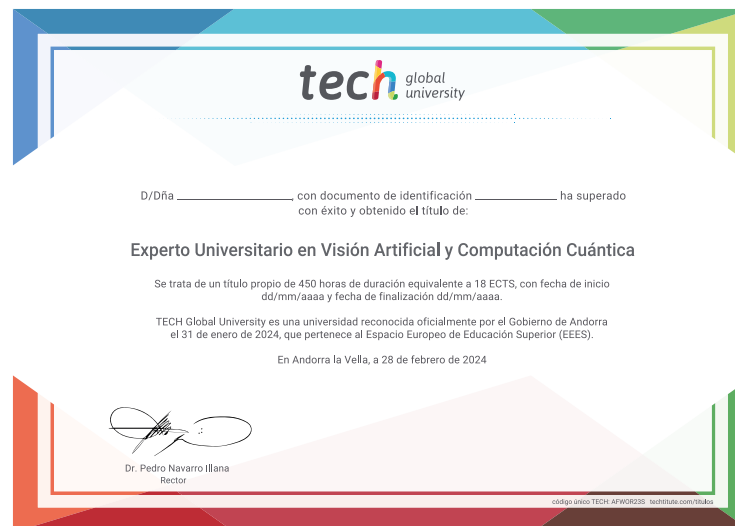 tech global
university
D/Dña ____________________, con documento de identificación ______________ ha superado
con éxito y obtenido el título de:
Experto Universitario en Visión Artificial y Computación Cuántica
Se trata de un título propio de 450 horas de duración equivalente a 18 ECTS, con fecha de inicio
dd/mm/aaaa y fecha de finalización dd/mm/aaaa.
TECH Global University es una universidad reconocida oficialmente por el Gobierno de Andorra
el 31 de enero de 2024, que pertenece al Espacio Europeo de Educación Superior (EEES).
En Andorra la Vella, a 28 de febrero de 2024
Dr. Pedro Navarro Illana
Rector
código único TECH: AFWOR23S techtitute.com/titulos